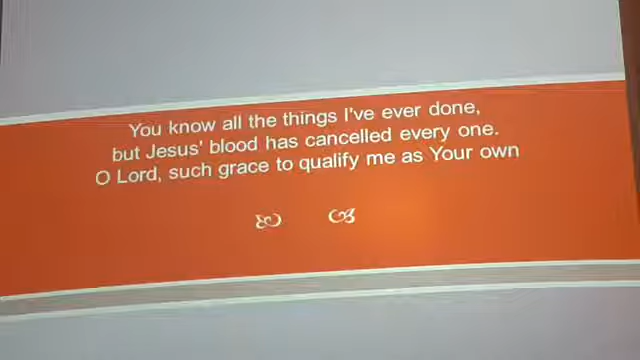 You know all the things I've ever done,
but Jesus' blood has cancelled every one.
O Lord, such grace to qualify me as Your own